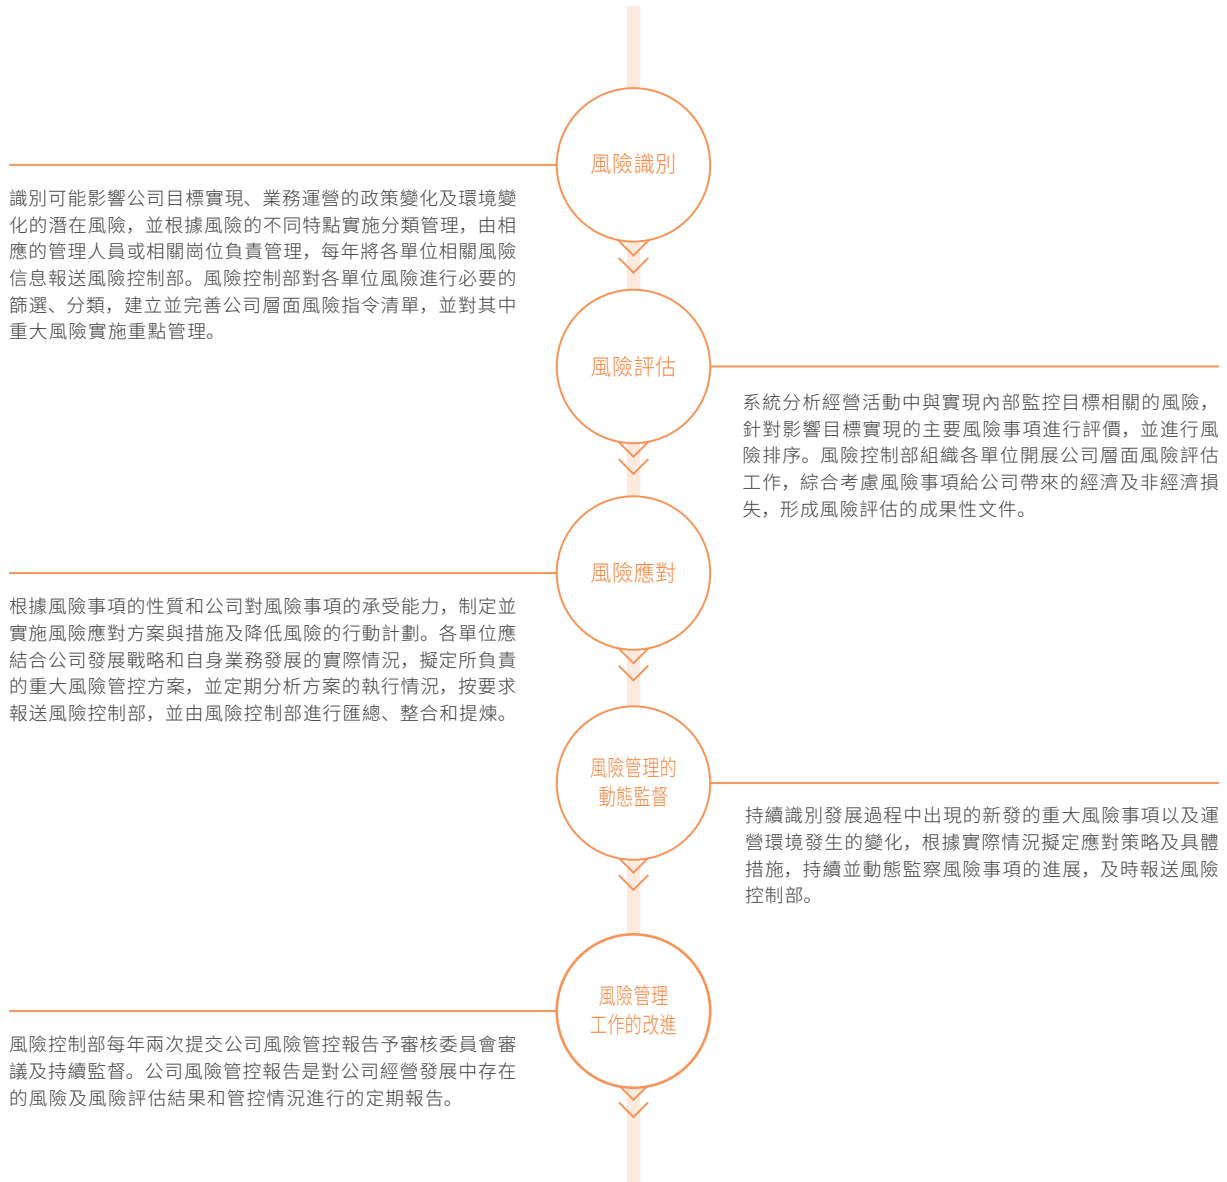 風險識別
識別可能影響公司目標實現、業務運營的政策變化及環境變
化的潛在風險，並根據風險的不同特點實施分類管理，由相
應的管理人員或相關崗位負責管理，每年將各單位相關風險
信息報送風險控制部。風險控制部對各單位風險進行必要的
篩選、分類，建立並完善公司層面風險指令清單，並對其中
重大風險實施重點管理。
風險評估
系統分析經營活動中與實現內部監控目標相關的風險，
針對影響目標實現的主要風險事項進行評價，並進行風
險排序。風險控制部組織各單位開展公司層面風險評估
工作，綜合考慮風險事項給公司帶來的經濟及非經濟損
失，形成風險評估的成果性文件。
風險應對
根據風險事項的性質和公司對風險事項的承受能力，制定並
實施風險應對方案與措施及降低風險的行動計劃。各單位應
結合公司發展戰略和自身業務發展的實際情況，擬定所負責
的重大風險管控方案，並定期分析方案的執行情況，按要求
報送風險控制部，並由風險控制部進行匯總、整合和提煉。
風險管理的
動態監督
持續識別發展過程中出現的新發的重大風險事項以及運
營環境發生的變化，根據實際情況擬定應對策略及具體
措施，持續並動態監察風險事項的進展，及時報送風險
控制部。
風險管理
工作的改進
風險控制部每年兩次提交公司風險管控報告予審核委員會審
議及持續監督。公司風險管控報告是對公司經營發展中存在
的風險及風險評估結果和管控情況進行的定期報告。